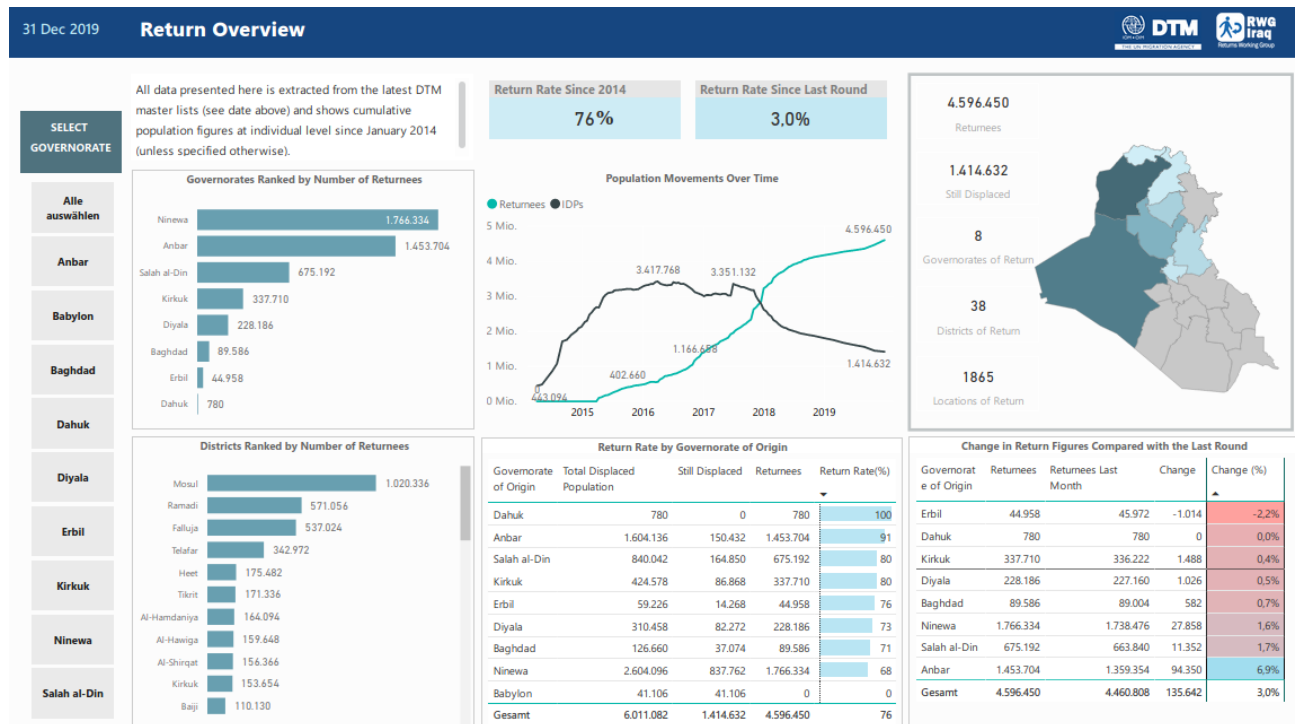 31 Dec 2019
Return Overview
DTM
THE UN MIGRATION AGENCY
RWG
Iraq
Returns Working Group
SELECT
GOVERNORATE
Alle
auswählen
Anbar
Babylon
Baghdad
Dahuk
Diyala
Erbil
Kirkuk
Ninewa
Salah al-Din
All data presented here is extracted from the latest DTM
master lists (see date above) and shows cumulative
population figures at individual level since January 2014
(unless specified otherwise).
Return Rate Since 2014
76%
Return Rate Since Last Round
3,0%
4.596.450
Returnees
1.414.632
Still Displaced
8
Governorates of Return
38
Districts of Return
1865
Locations of Return
Governorates Ranked by Number of Returnees
Ninewa 1.766.334
Anbar 1.453.704
Salah al-Din 675.192
Kirkuk 337.710
Diyala 228.186
Baghdad 89.586
Erbil 44.958
Dahuk 780
Population Movements Over Time
Returnees IDPs
5 Mio.
4 Mio.
3 Mio.
2 Mio.
1 Mio.
0 Mio.
4.596.450
3.417.768
3.351.132
1.166.658
402.660
1.414.632
0
443.094
2015 2016 2017 2018 2019
Districts Ranked by Number of Returnees
Mosul 1.020.336
Ramadi 571.056
Falluja 537.024
Telafar 342.972
Heet 175.482
Tikrit 171.336
Al-Hamdaniya 164.094
Al-Hawiga 159.648
Al-Shirqat 156.366
Kirkuk 153.654
Baiji 110.130
Return Rate by Governorate of Origin
Governorate Total Displaced Still Displaced Returnees Return Rate(%)
of Origin Population
Dahuk 780 0 780 100
Anbar 1.604.136 150.432 1.453.704 91
Salah al-Din 840.042 164.850 675.192 80
Kirkuk 424.578 86.868 337.710 80
Erbil 59.226 14.268 44.958 76
Diyala 310.458 82.272 228.186 73
Baghdad 126.660 37.074 89.586 71
Ninewa 2.604.096 837.762 1.766.334 68
Babylon 41.106 41.106 0 0
Gesamt 6.011.082 1.414.632 4.596.450 76
Change in Return Figures Compared with the Last Round
Governorat Returnees Returnees Last Change Change (%)
e of Origin Month
Erbil 44.958 45.972 -1.014 -2,2%
Dahuk 780 780 0 0,0%
Kirkuk 337.710 336.222 1.488 0,4%
Diyala 228.186 227.160 1.026 0,5%
Baghdad 89.586 89.004 582 0,7%
Ninewa 1.766.334 1.738.476 27.858 1,6%
Salah al-Din 675.192 663.840 11.352 1,7%
Anbar 1.453.704 1.359.354 94.350 6,9%
Gesamt 4.596.450 4.460.808 135.642 3,0%